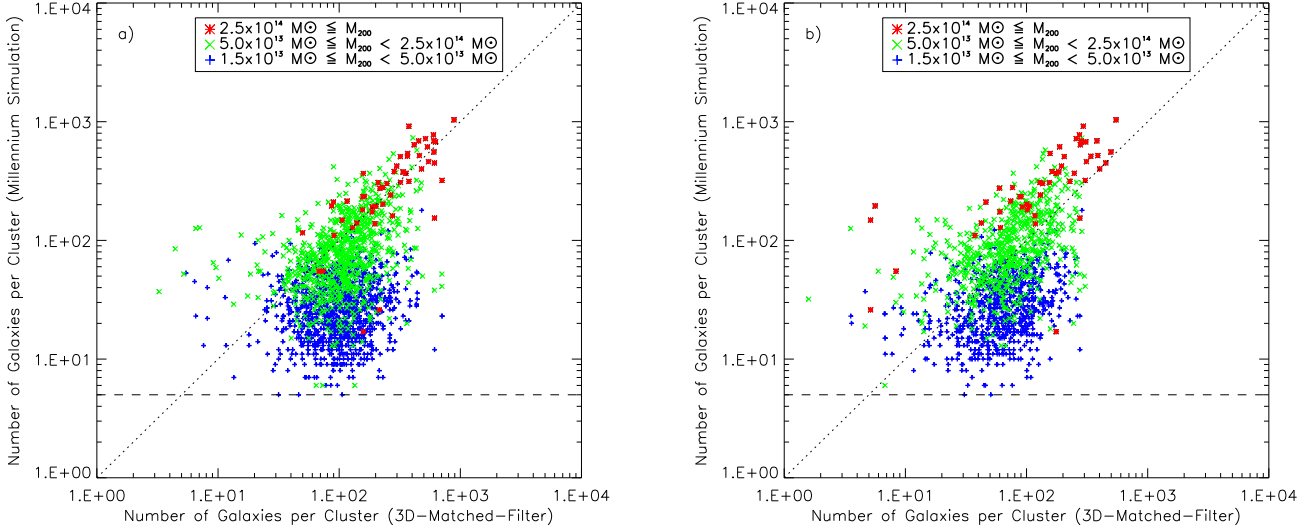 a)
2.5x10¹⁴ M☉ ≦ M₂₀₀
5.0x10¹³ M☉ ≦ M₂₀₀ < 2.5x10¹⁴ M☉
1.5x10¹³ M☉ ≦ M₂₀₀ < 5.0x10¹³ M☉
Number of Galaxies per Cluster (Millennium Simulation)
1.E+04
1.E+03
1.E+02
1.E+01
1.E+00
1.E+00 1.E+01 1.E+02 1.E+03 1.E+04
Number of Galaxies per Cluster (3D-Matched-Filter)
b)
2.5x10¹⁴ M☉ ≦ M₂₀₀
5.0x10¹³ M☉ ≦ M₂₀₀ < 2.5x10¹⁴ M☉
1.5x10¹³ M☉ ≦ M₂₀₀ < 5.0x10¹³ M☉
Number of Galaxies per Cluster (Millennium Simulation)
1.E+04
1.E+03
1.E+02
1.E+01
1.E+00
1.E+00 1.E+01 1.E+02 1.E+03 1.E+04
Number of Galaxies per Cluster (3D-Matched-Filter)